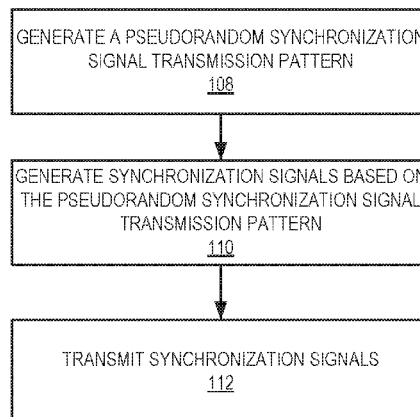 GENERATE A PSEUDORANDOM SYNCHRONIZATION
SIGNAL TRANSMISSION PATTERN
108
GENERATE SYNCHRONIZATION SIGNALS BASED ON
THE PSEUDORANDOM SYNCHRONIZATION SIGNAL
TRANSMISSION PATTERN
110
TRANSMIT SYNCHRONIZATION SIGNALS
112